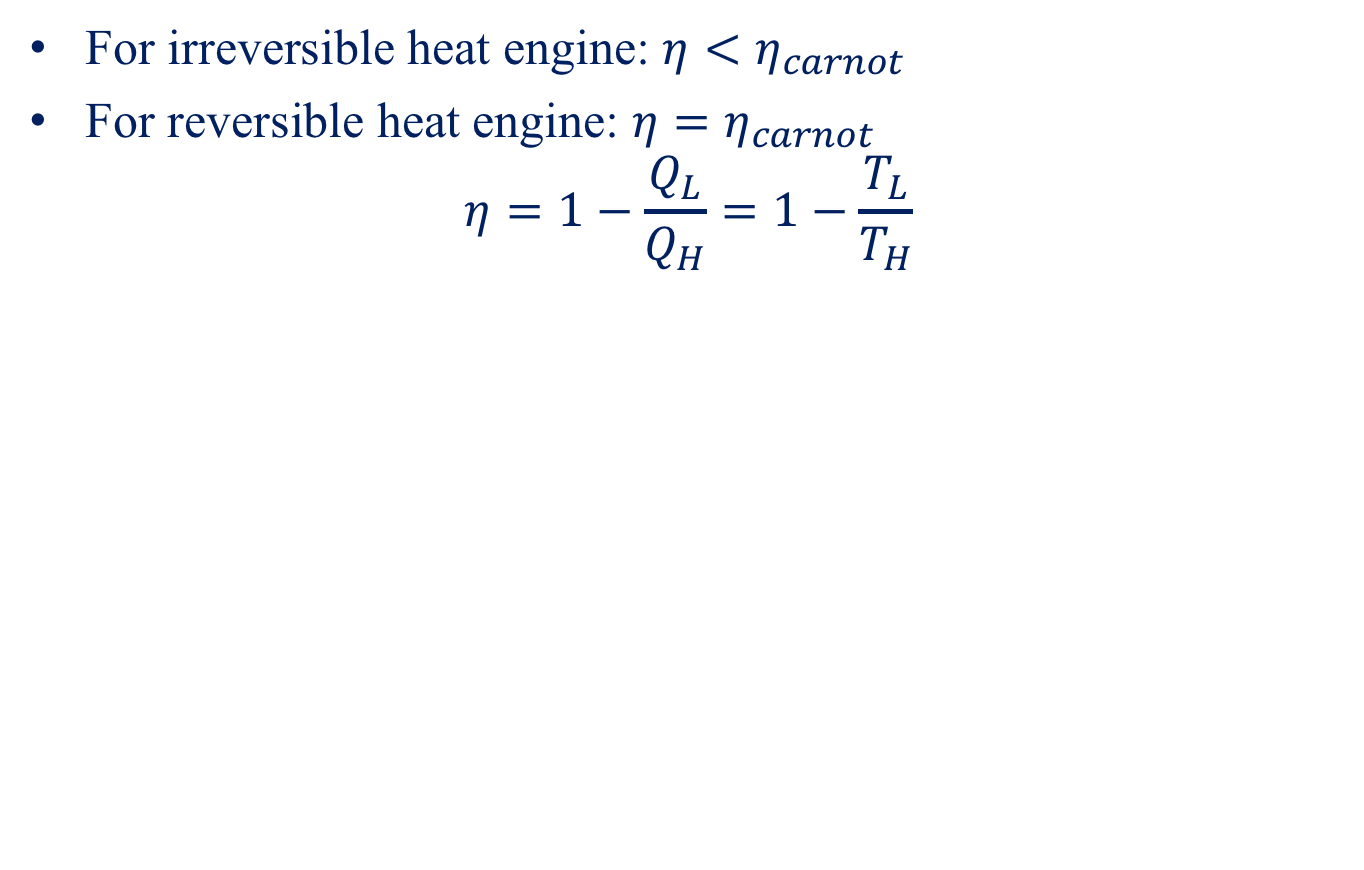 • For irreversible heat engine: η < η_carnot
• For reversible heat engine: η = η_carnot
η = 1 − Q_L/Q_H = 1 − T_L/T_H